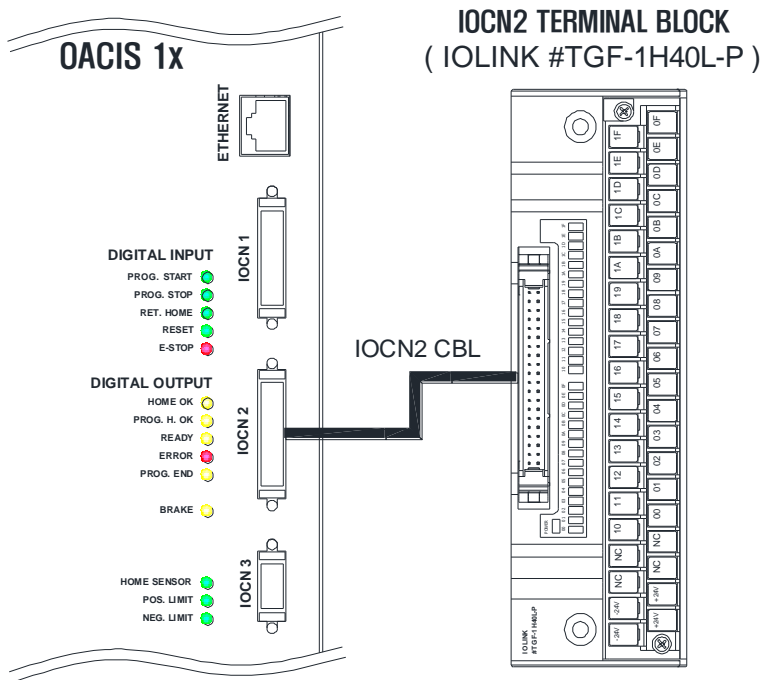 IOCN2 TERMINAL BLOCK
( IOLINK #TGF-1H40L-P )
OACIS 1x
ETHERNET
IOCN 1
DIGITAL INPUT
PROG. START
PROG. STOP
RET. HOME
RESET
E-STOP
DIGITAL OUTPUT
HOME OK
PROG. H. OK
READY
ERROR
PROG. END
BRAKE
IOCN 2
HOME SENSOR
POS. LIMIT
NEG. LIMIT
IOCN 3
IOCN2 CBL
POWER
IOLINK
#TGF-1H40L-P
1F
1E
1D
1C
1B
1A
19
18
17
16
15
14
13
12
11
10
NC
NC
-24V
-24V
0F
0E
0D
0C
0B
0A
09
08
07
06
05
04
03
02
01
00
NC
NC
+24V
+24V